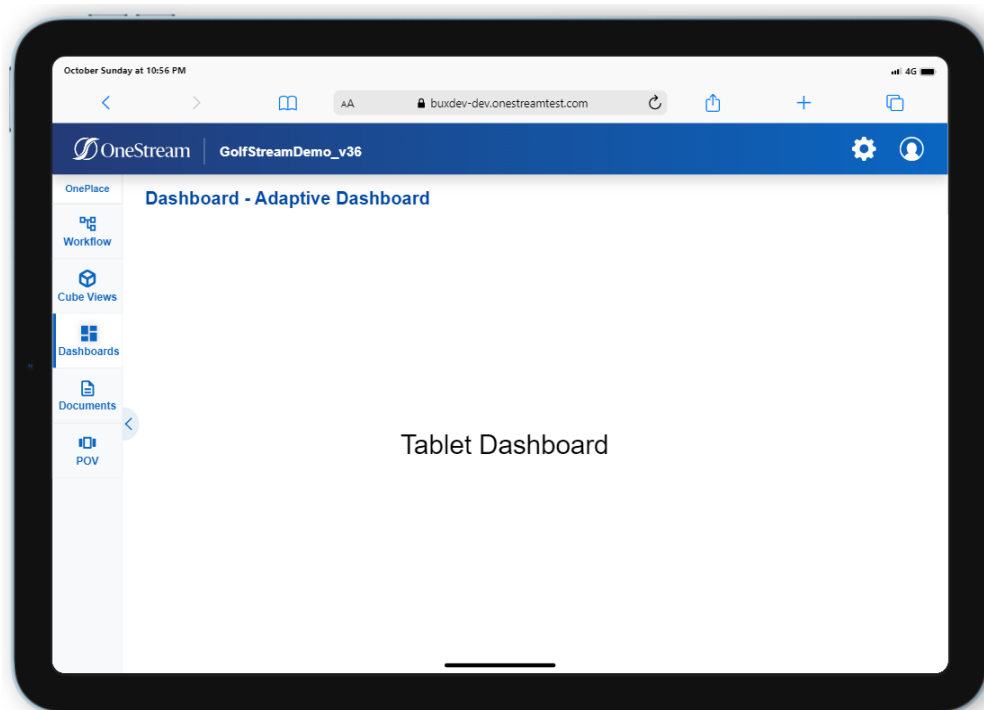 October Sunday at 10:56 PM
4G
AA
buxdev-dev.onestreamtest.com
OneStream
GolfStreamDemo_v36
OnePlace
Dashboard - Adaptive Dashboard
Workflow
Cube Views
Dashboards
Documents
POV
Tablet Dashboard